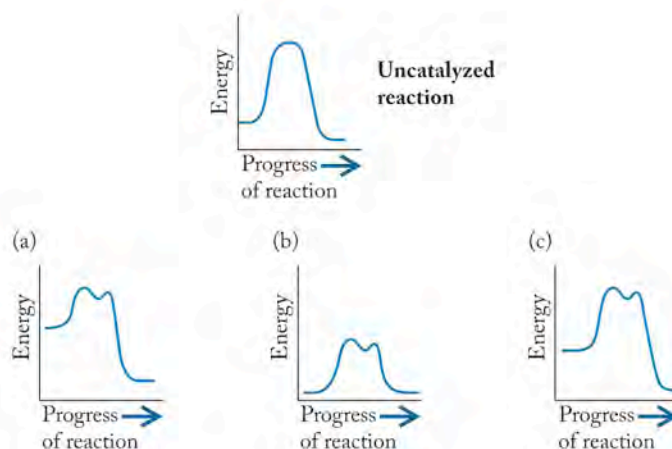 Energy
Uncatalyzed
reaction
Progress
of reaction
(a)
Energy
Progress
of reaction
(b)
Energy
Progress
of reaction
(c)
Energy
Progress
of reaction